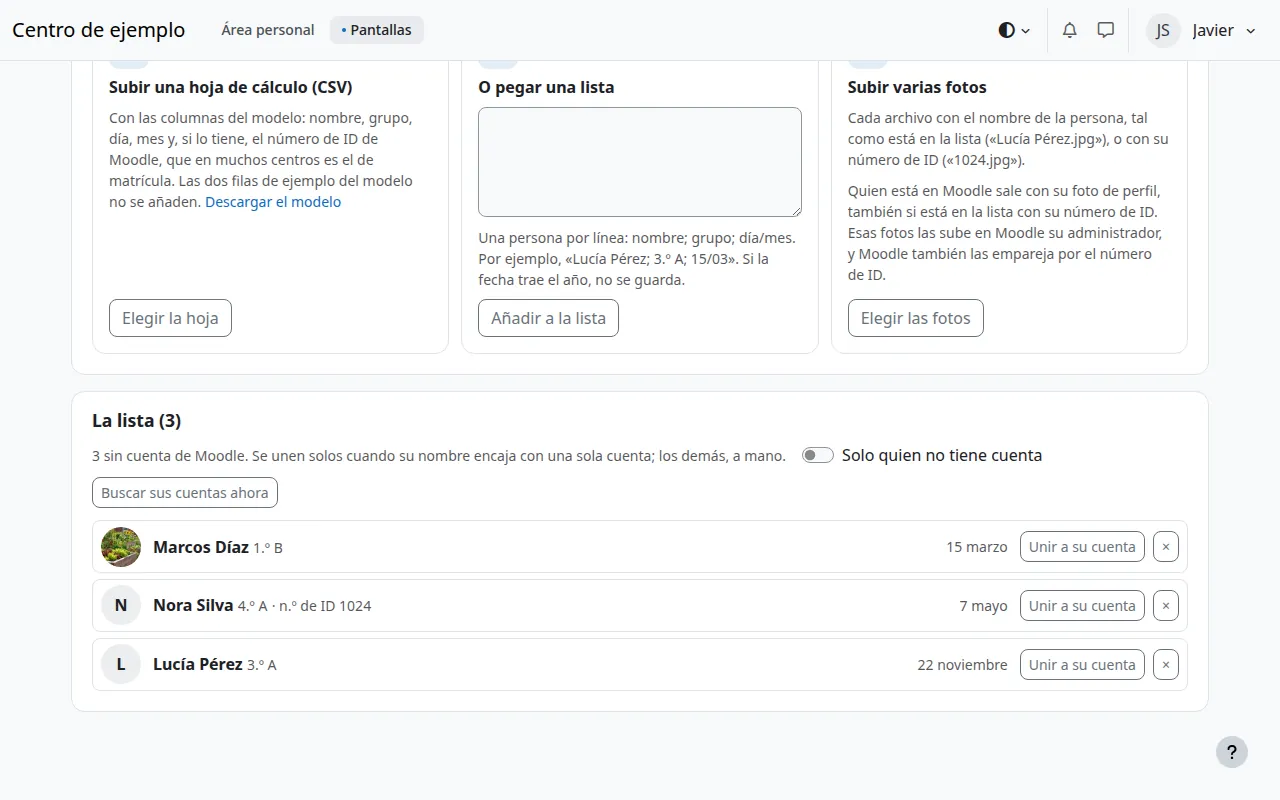 Centro de ejemplo
Área personal
Pantallas
JS
Javier
Subir una hoja de cálculo (CSV)
Con las columnas del modelo: nombre, grupo,
día, mes y, si lo tiene, el número de ID de
Moodle, que en muchos centros es el de
matrícula. Las dos filas de ejemplo del modelo
no se añaden. Descargar el modelo
Elegir la hoja
O pegar una lista
Una persona por línea: nombre; grupo; día/mes.
Por ejemplo, «Lucía Pérez; 3.º A; 15/03». Si la
fecha trae el año, no se guarda.
Añadir a la lista
Subir varias fotos
Cada archivo con el nombre de la persona, tal
como está en la lista («Lucía Pérez.jpg»), o con su
número de ID («1024.jpg»).
Quien está en Moodle sale con su foto de perfil,
también si está en la lista con su número de ID.
Esas fotos las sube en Moodle su administrador,
y Moodle también las empareja por el número
de ID.
Elegir las fotos
La lista (3)
3 sin cuenta de Moodle. Se unen solos cuando su nombre encaja con una sola cuenta; los demás, a mano.
Solo quien no tiene cuenta
Buscar sus cuentas ahora
Marcos Díaz 1.º B
15 marzo
Unir a su cuenta
×
N
Nora Silva 4.º A · n.º de ID 1024
7 mayo
Unir a su cuenta
×
L
Lucía Pérez 3.º A
22 noviembre
Unir a su cuenta
×
?